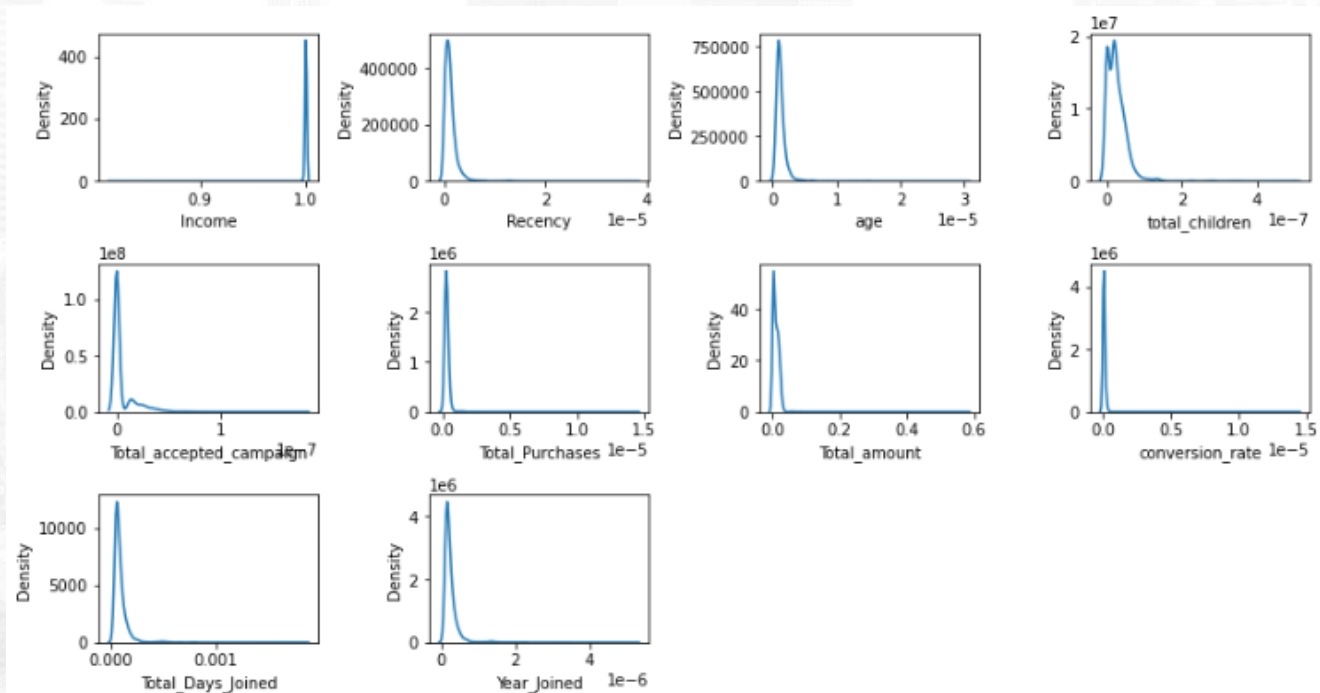 1e7
Density
400
200
0
0.9
1.0
Income
Density
400000
200000
0
0
2
1e−5
Recency
Density
750000
500000
250000
0
0
1
2
3
1e−5
age
Density
2
1
0
0
2
4
1e−7
total_children
1e8
Density
1.0
0.5
0.0
0
1
1e−7
Total_accepted_campaign
1e6
Density
2
1
0
0.0
0.5
1.0
1.5
1e−5
Total_Purchases
Density
40
20
0
0.0
0.2
0.4
0.6
Total_amount
1e6
Density
4
2
0
0.0
0.5
1.0
1.5
1e−5
conversion_rate
Density
10000
5000
0
0.000
0.001
Total_Days_Joined
1e6
Density
4
2
0
0
2
4
1e−6
Year_Joined